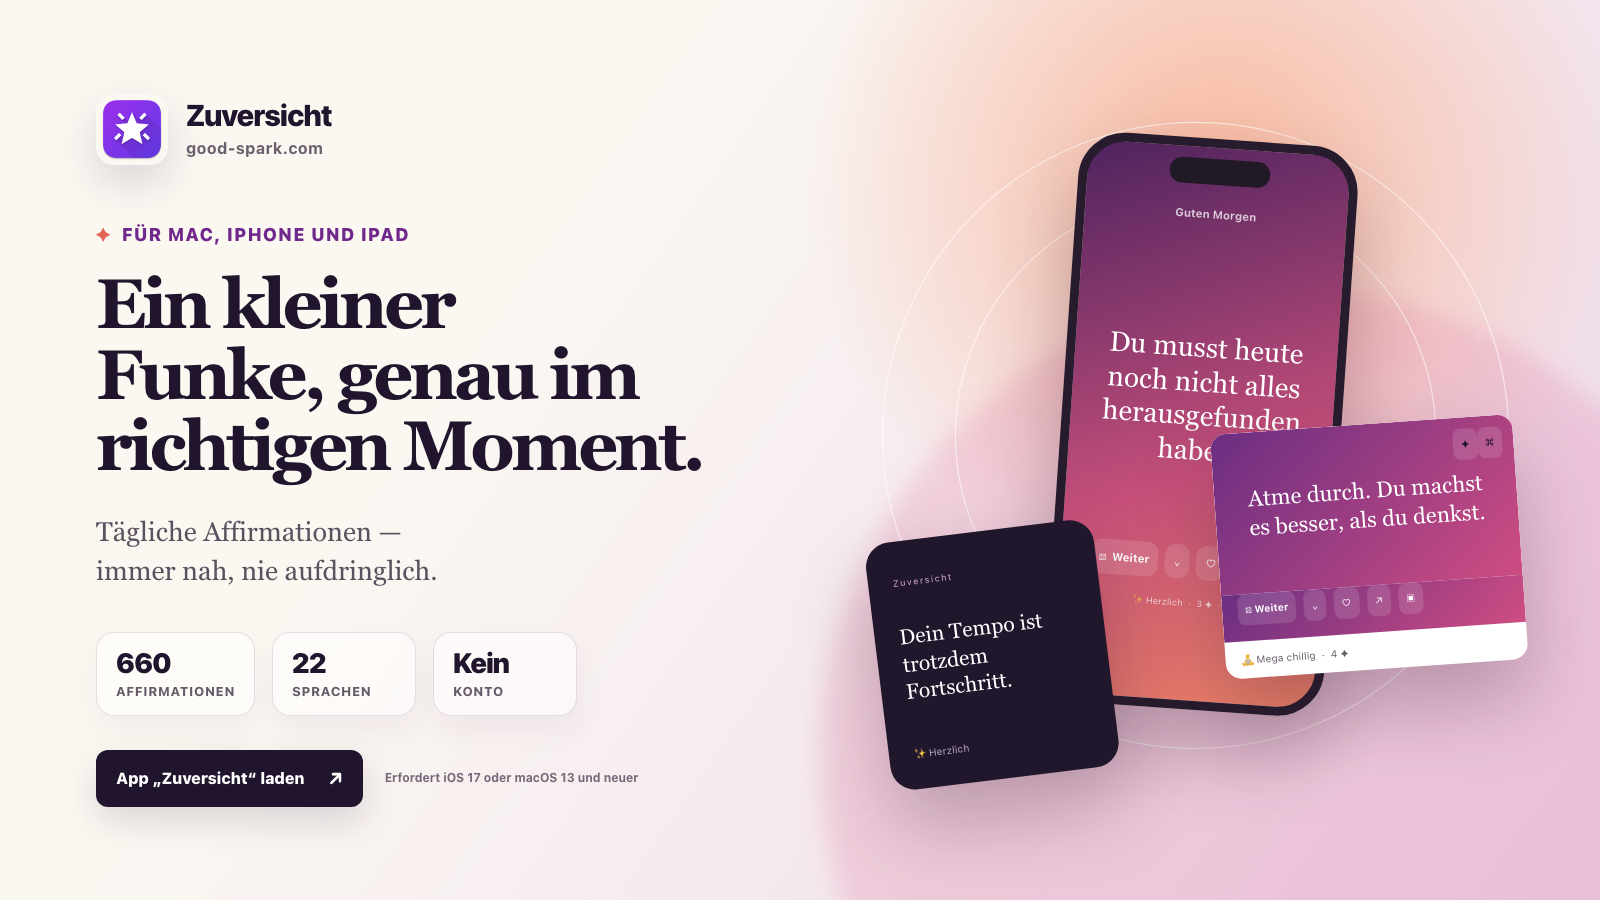 Zuversicht
good-spark.com
FÜR MAC, IPHONE UND IPAD
Ein kleiner
Funke, genau im
richtigen Moment.
Tägliche Affirmationen —
immer nah, nie aufdringlich.
660
AFFIRMATIONEN
22
SPRACHEN
Kein
KONTO
App „Zuversicht“ laden
Erfordert iOS 17 oder macOS 13 und neuer
Guten Morgen
Du musst heute
noch nicht alles
herausgefunden
Weiter
Herzlich · 3
Atme durch. Du machst
es besser, als du denkst.
Weiter
Mega chillig · 4
Zuversicht
Dein Tempo ist
trotzdem
Fortschritt.
Herzlich